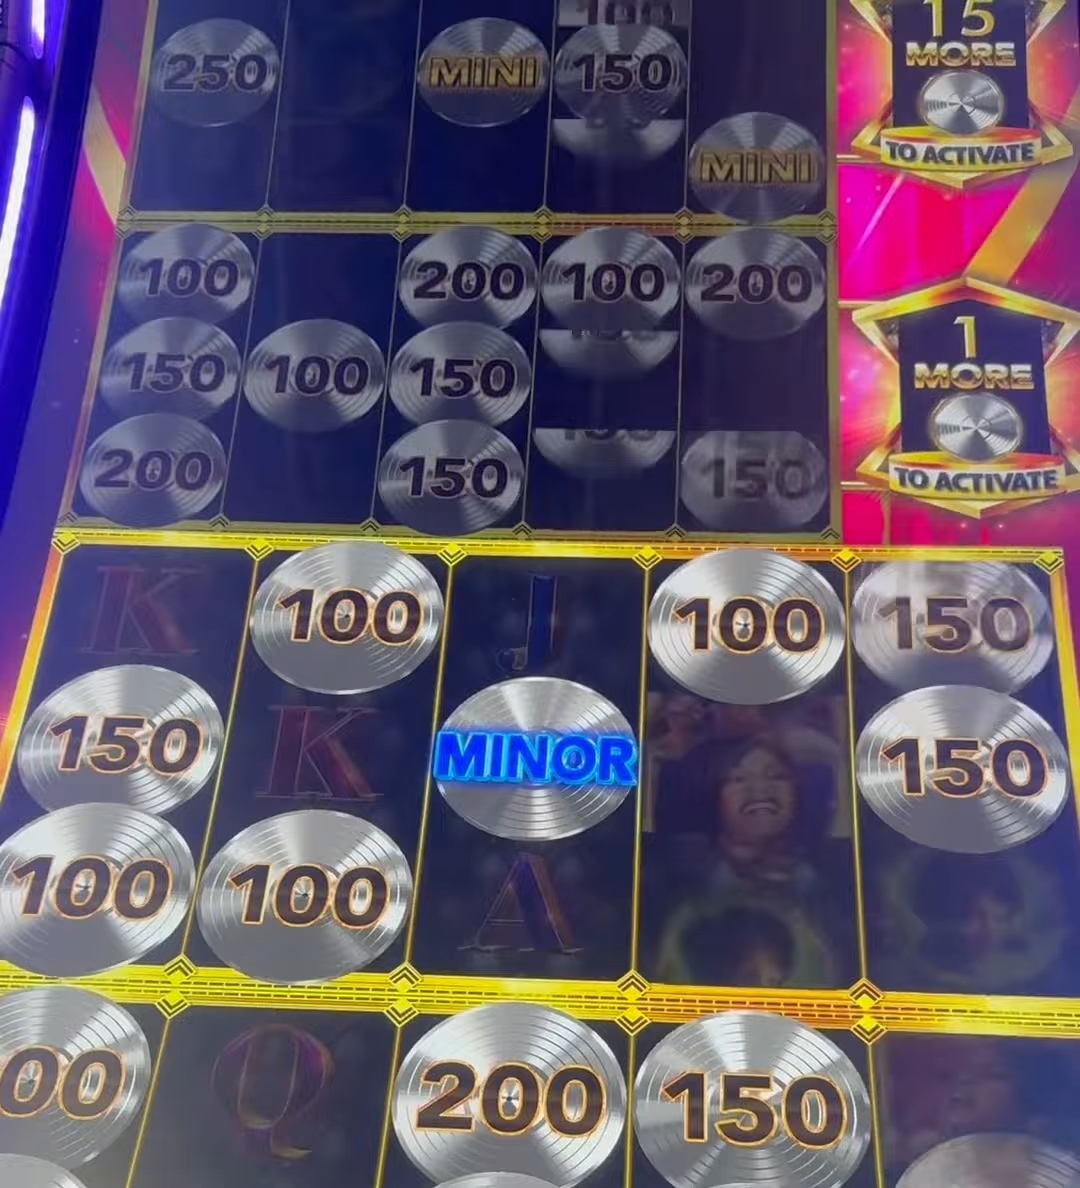 100
250 MINI 150
MINI
15
MORE
TO ACTIVATE
100 200 100 200
150 100 150
200 150 150
1
MORE
TO ACTIVATE
K 100 J 100 150
150 K MINOR 150
100 100 A
Q 200 150